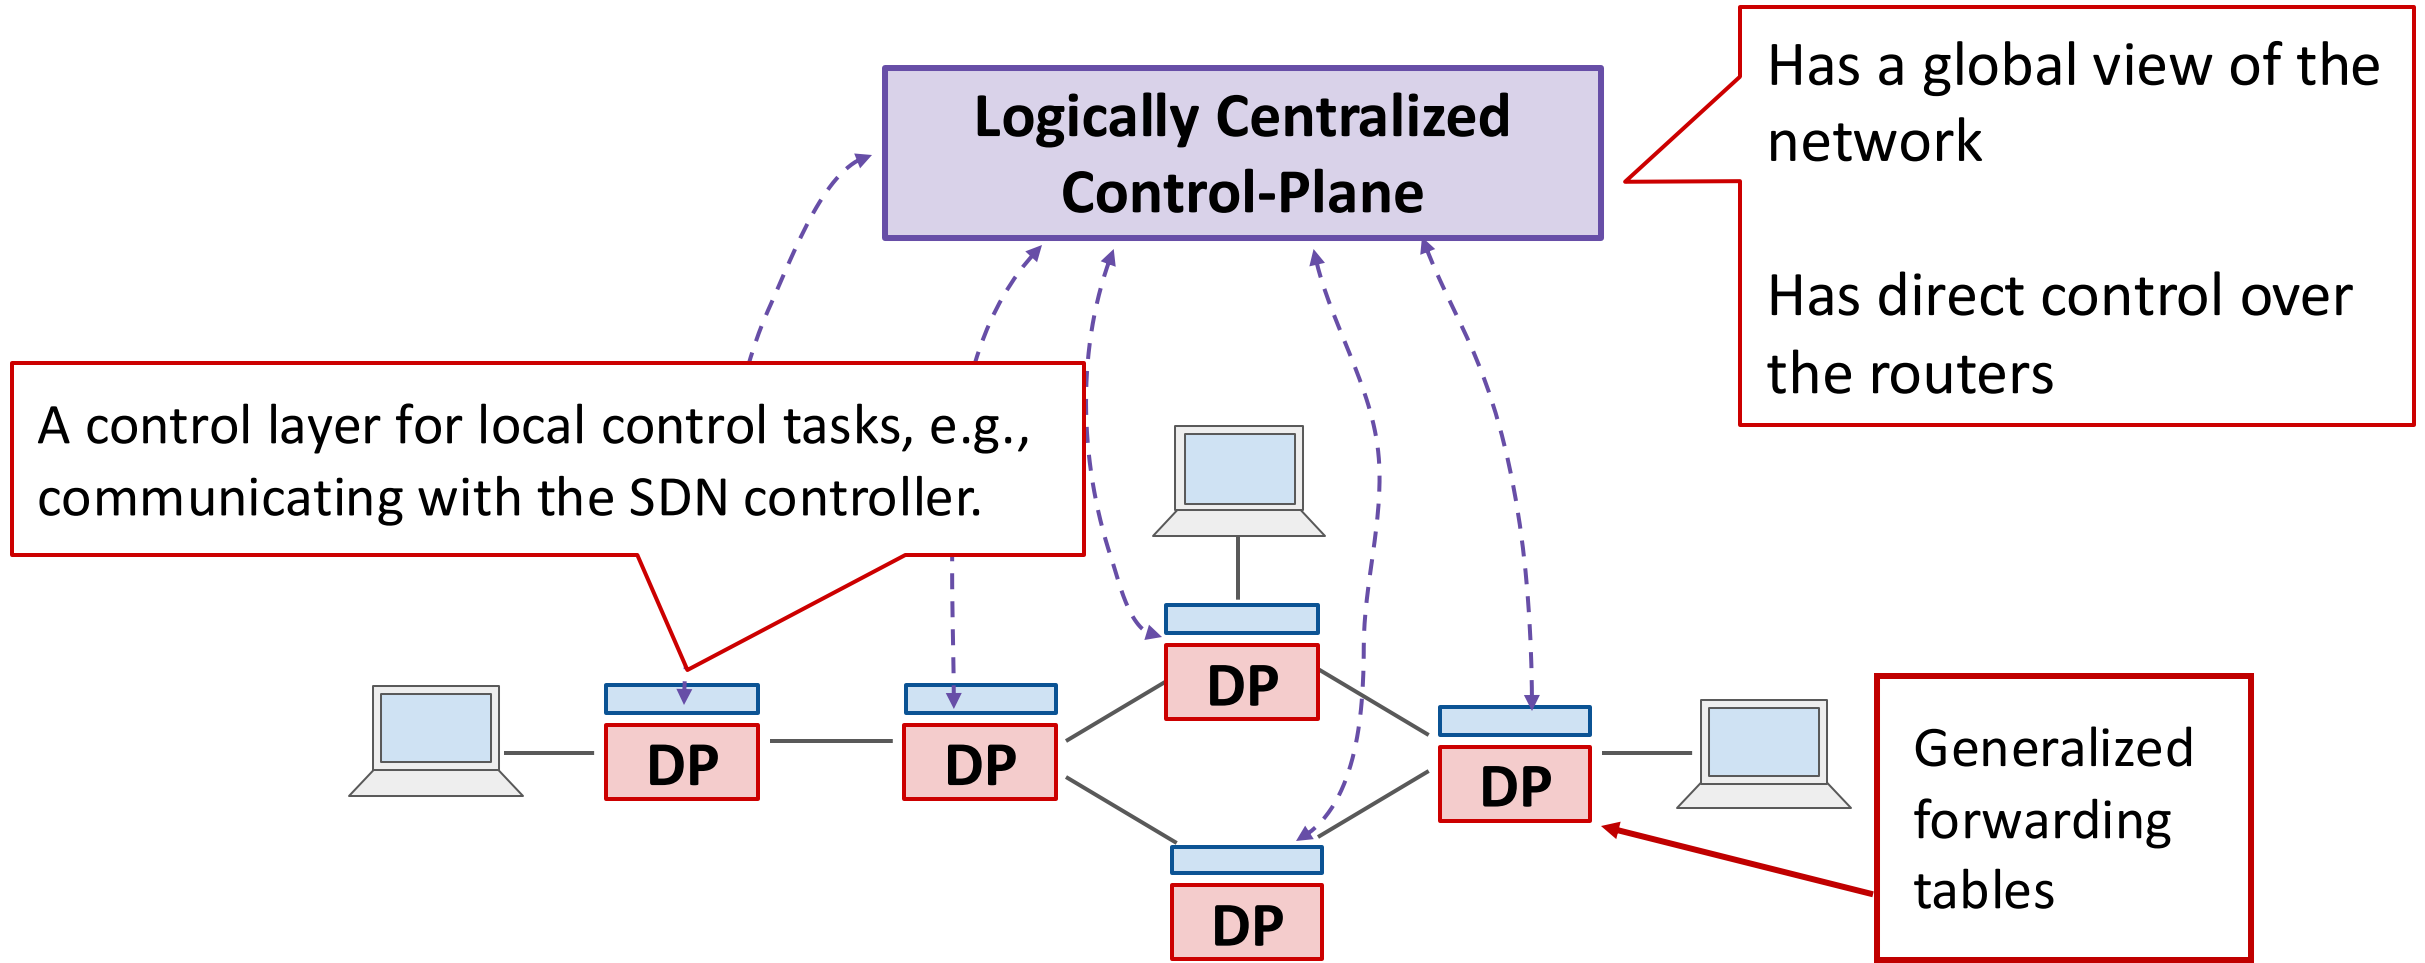 Logically Centralized
Control-Plane
Has a global view of the
network
Has direct control over
the routers
A control layer for local control tasks, e.g.,
communicating with the SDN controller.
DP
DP
DP
DP
DP
Generalized
forwarding
tables